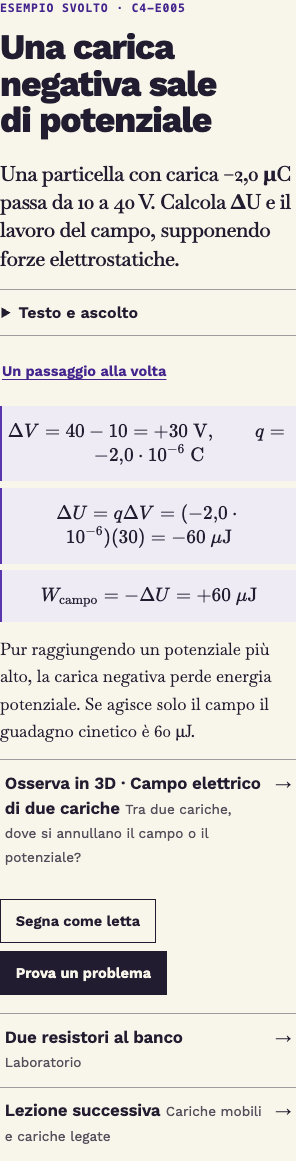 ESEMPIO SVOLTO · C4–E005
Una carica
negativa sale
di potenziale
Una particella con carica −2,0 μC
passa da 10 a 40 V. Calcola ΔU e il
lavoro del campo, supponendo
forze elettrostatiche.
▶ Testo e ascolto
Un passaggio alla volta
ΔV = 40 − 10 = +30 V, q =
−2,0 · 10⁻⁶ C
ΔU = qΔV = (−2,0 ·
10⁻⁶)(30) = −60 μJ
W_campo = −ΔU = +60 μJ
Pur raggiungendo un potenziale più
alto, la carica negativa perde energia
potenziale. Se agisce solo il campo il
guadagno cinetico è 60 μJ.
Osserva in 3D · Campo elettrico →
di due cariche Tra due cariche,
dove si annullano il campo o il
potenziale?
Segna come letta
Prova un problema
Due resistori al banco →
Laboratorio
Lezione successiva Cariche mobili →
e cariche legate